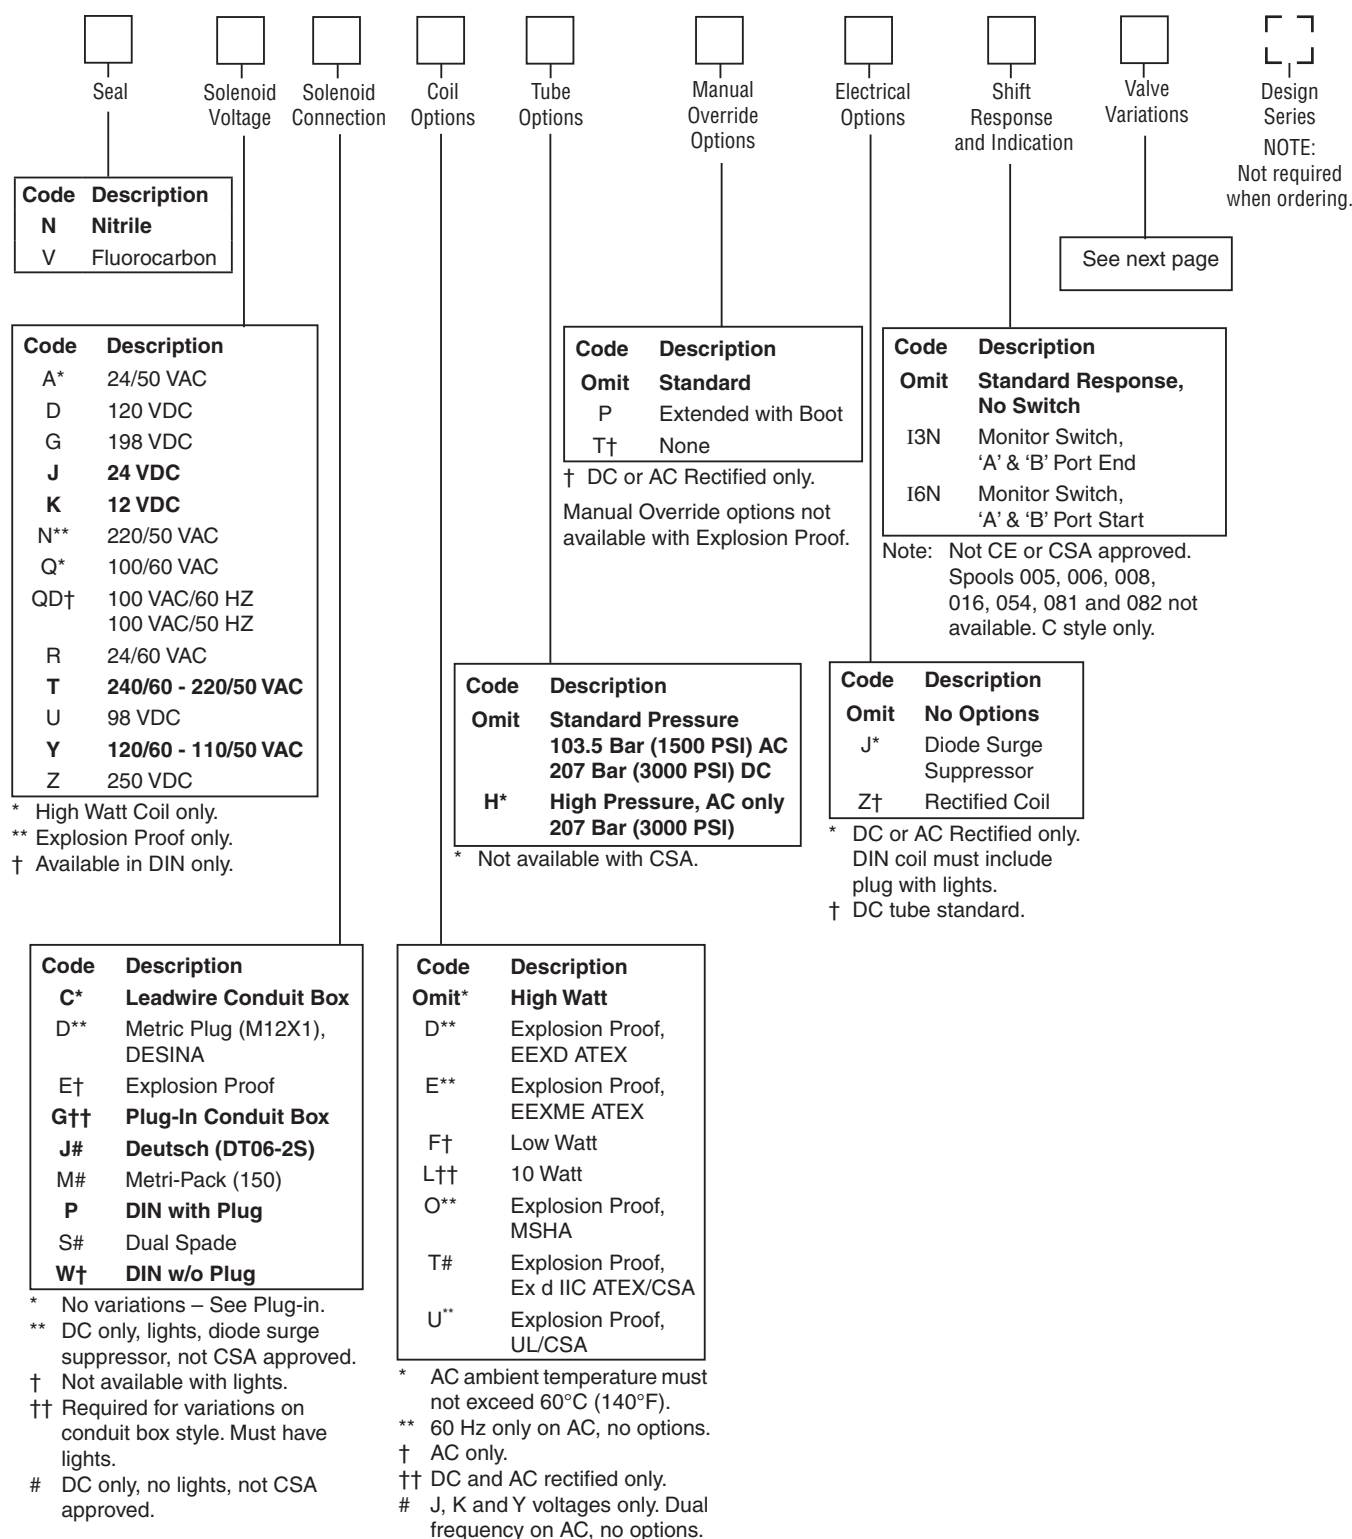 Seal
Solenoid
Voltage
Solenoid
Connection
Coil
Options
Tube
Options
Manual
Override
Options
Electrical
Options
Shift
Response
and Indication
Valve
Variations
Design
Series
NOTE:
Not required
when ordering.
Code Description
N Nitrile
V Fluorocarbon
See next page
Code Description
A* 24/50 VAC
D 120 VDC
G 198 VDC
J 24 VDC
K 12 VDC
N** 220/50 VAC
Q* 100/60 VAC
QD† 100 VAC/60 HZ
100 VAC/50 HZ
R 24/60 VAC
T 240/60 - 220/50 VAC
U 98 VDC
Y 120/60 - 110/50 VAC
Z 250 VDC
* High Watt Coil only.
** Explosion Proof only.
† Available in DIN only.
Code Description
Omit Standard
P Extended with Boot
T† None
† DC or AC Rectified only.
Manual Override options not
available with Explosion Proof.
Code Description
Omit Standard Response,
No Switch
I3N Monitor Switch,
‘A’ & ‘B’ Port End
I6N Monitor Switch,
‘A’ & ‘B’ Port Start
Note: Not CE or CSA approved.
Spools 005, 006, 008,
016, 054, 081 and 082 not
available. C style only.
Code Description
Omit Standard Pressure
103.5 Bar (1500 PSI) AC
207 Bar (3000 PSI) DC
H* High Pressure, AC only
207 Bar (3000 PSI)
* Not available with CSA.
Code Description
Omit No Options
J* Diode Surge
Suppressor
Z† Rectified Coil
* DC or AC Rectified only.
DIN coil must include
plug with lights.
† DC tube standard.
Code Description
C* Leadwire Conduit Box
D** Metric Plug (M12X1),
DESINA
E† Explosion Proof
G†† Plug-In Conduit Box
J# Deutsch (DT06-2S)
M# Metri-Pack (150)
P DIN with Plug
S# Dual Spade
W† DIN w/o Plug
* No variations – See Plug-in.
** DC only, lights, diode surge
suppressor, not CSA approved.
† Not available with lights.
†† Required for variations on
conduit box style. Must have
lights.
# DC only, no lights, not CSA
approved.
Code Description
Omit* High Watt
D** Explosion Proof,
EEXD ATEX
E** Explosion Proof,
EEXME ATEX
F† Low Watt
L†† 10 Watt
O** Explosion Proof,
MSHA
T# Explosion Proof,
Ex d IIC ATEX/CSA
U** Explosion Proof,
UL/CSA
* AC ambient temperature must
not exceed 60°C (140°F).
** 60 Hz only on AC, no options.
† AC only.
†† DC and AC rectified only.
# J, K and Y voltages only. Dual
frequency on AC, no options.